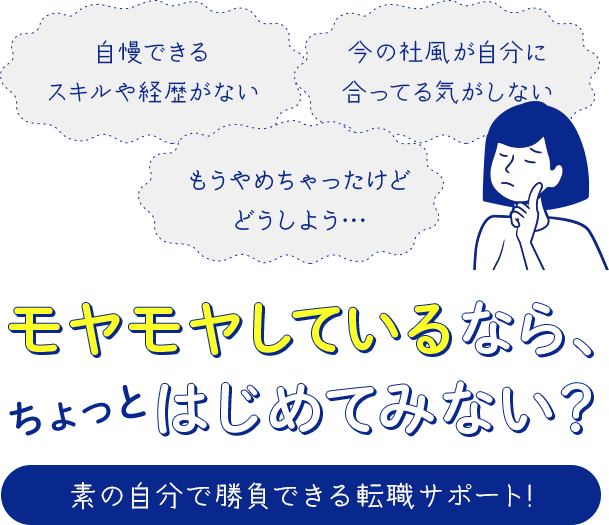 自慢できる
スキルや経歴がない
今の社風が自分に
合ってる気がしない
もうやめちゃったけど
どうしよう…
モヤモヤしているなら、
ちょっとはじめてみない?
素の自分で勝負できる転職サポート!